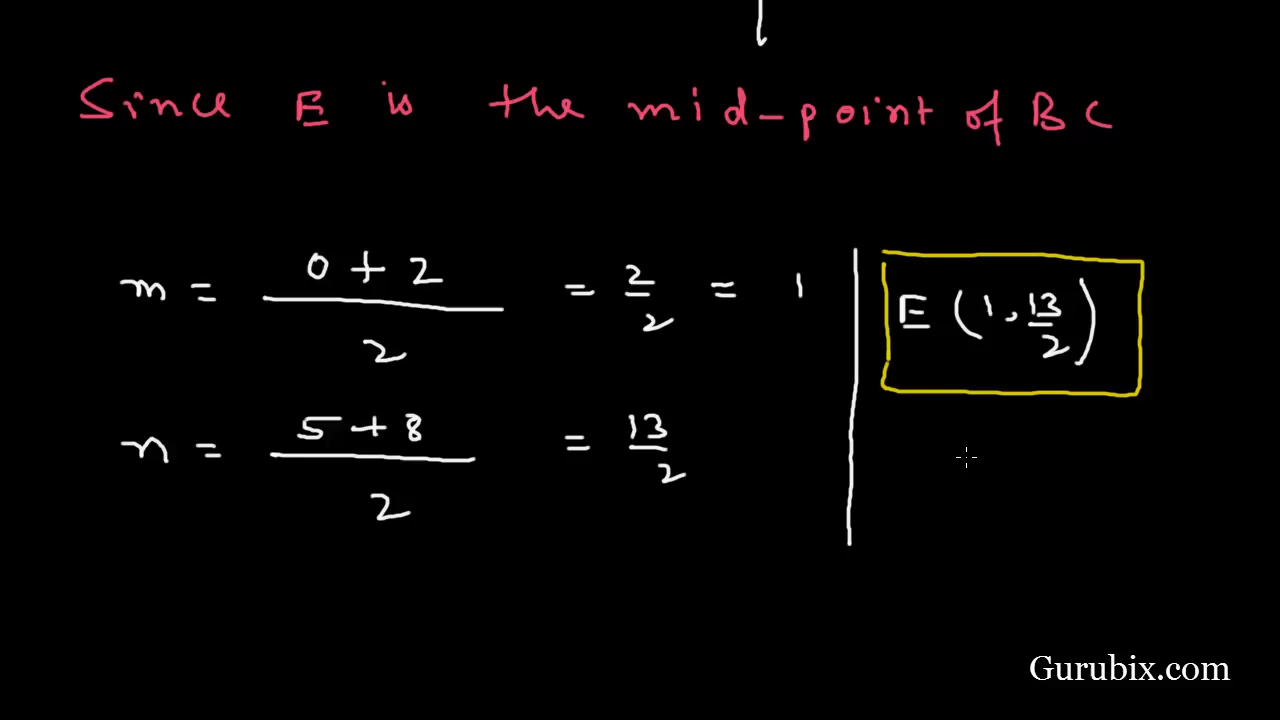 Since E is the mid-point of BC
m = 0 + 2 / 2 = 2/2 = 1
E (1, 13/2)
n = 5 + 8 / 2 = 13/2
Gurubix.com